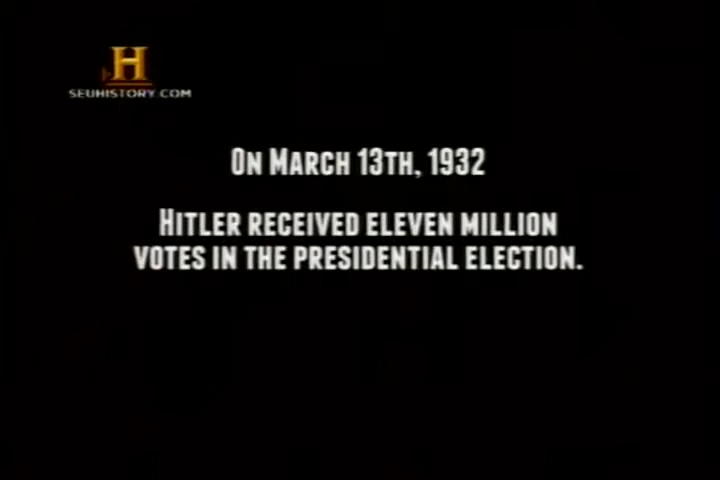 H
SEUHISTORY.COM
On March 13th, 1932
Hitler received eleven million
votes in the presidential election.